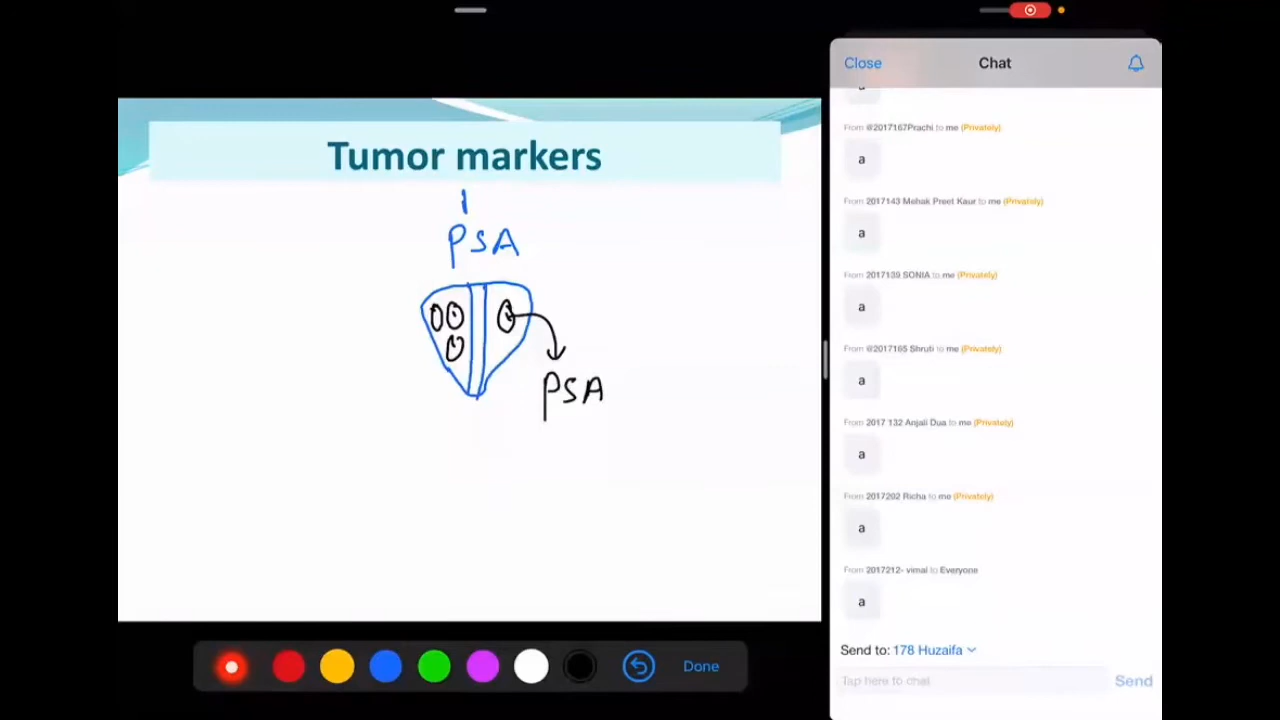 Tumor markers
PSA
PSA
Close
Chat
From @2017167Prachi to me (Privately)
a
From 2017143 Mehak Preet Kaur to me (Privately)
a
From 2017139 SONIA to me (Privately)
a
From @2017165 Shruti to me (Privately)
a
From 2017 132 Anjali Dua to me (Privately)
a
From 2017202 Richa to me (Privately)
a
From 2017212- vimal to Everyone
a
Send to: 178 Huzaifa
Tap here to chat
Send
Done